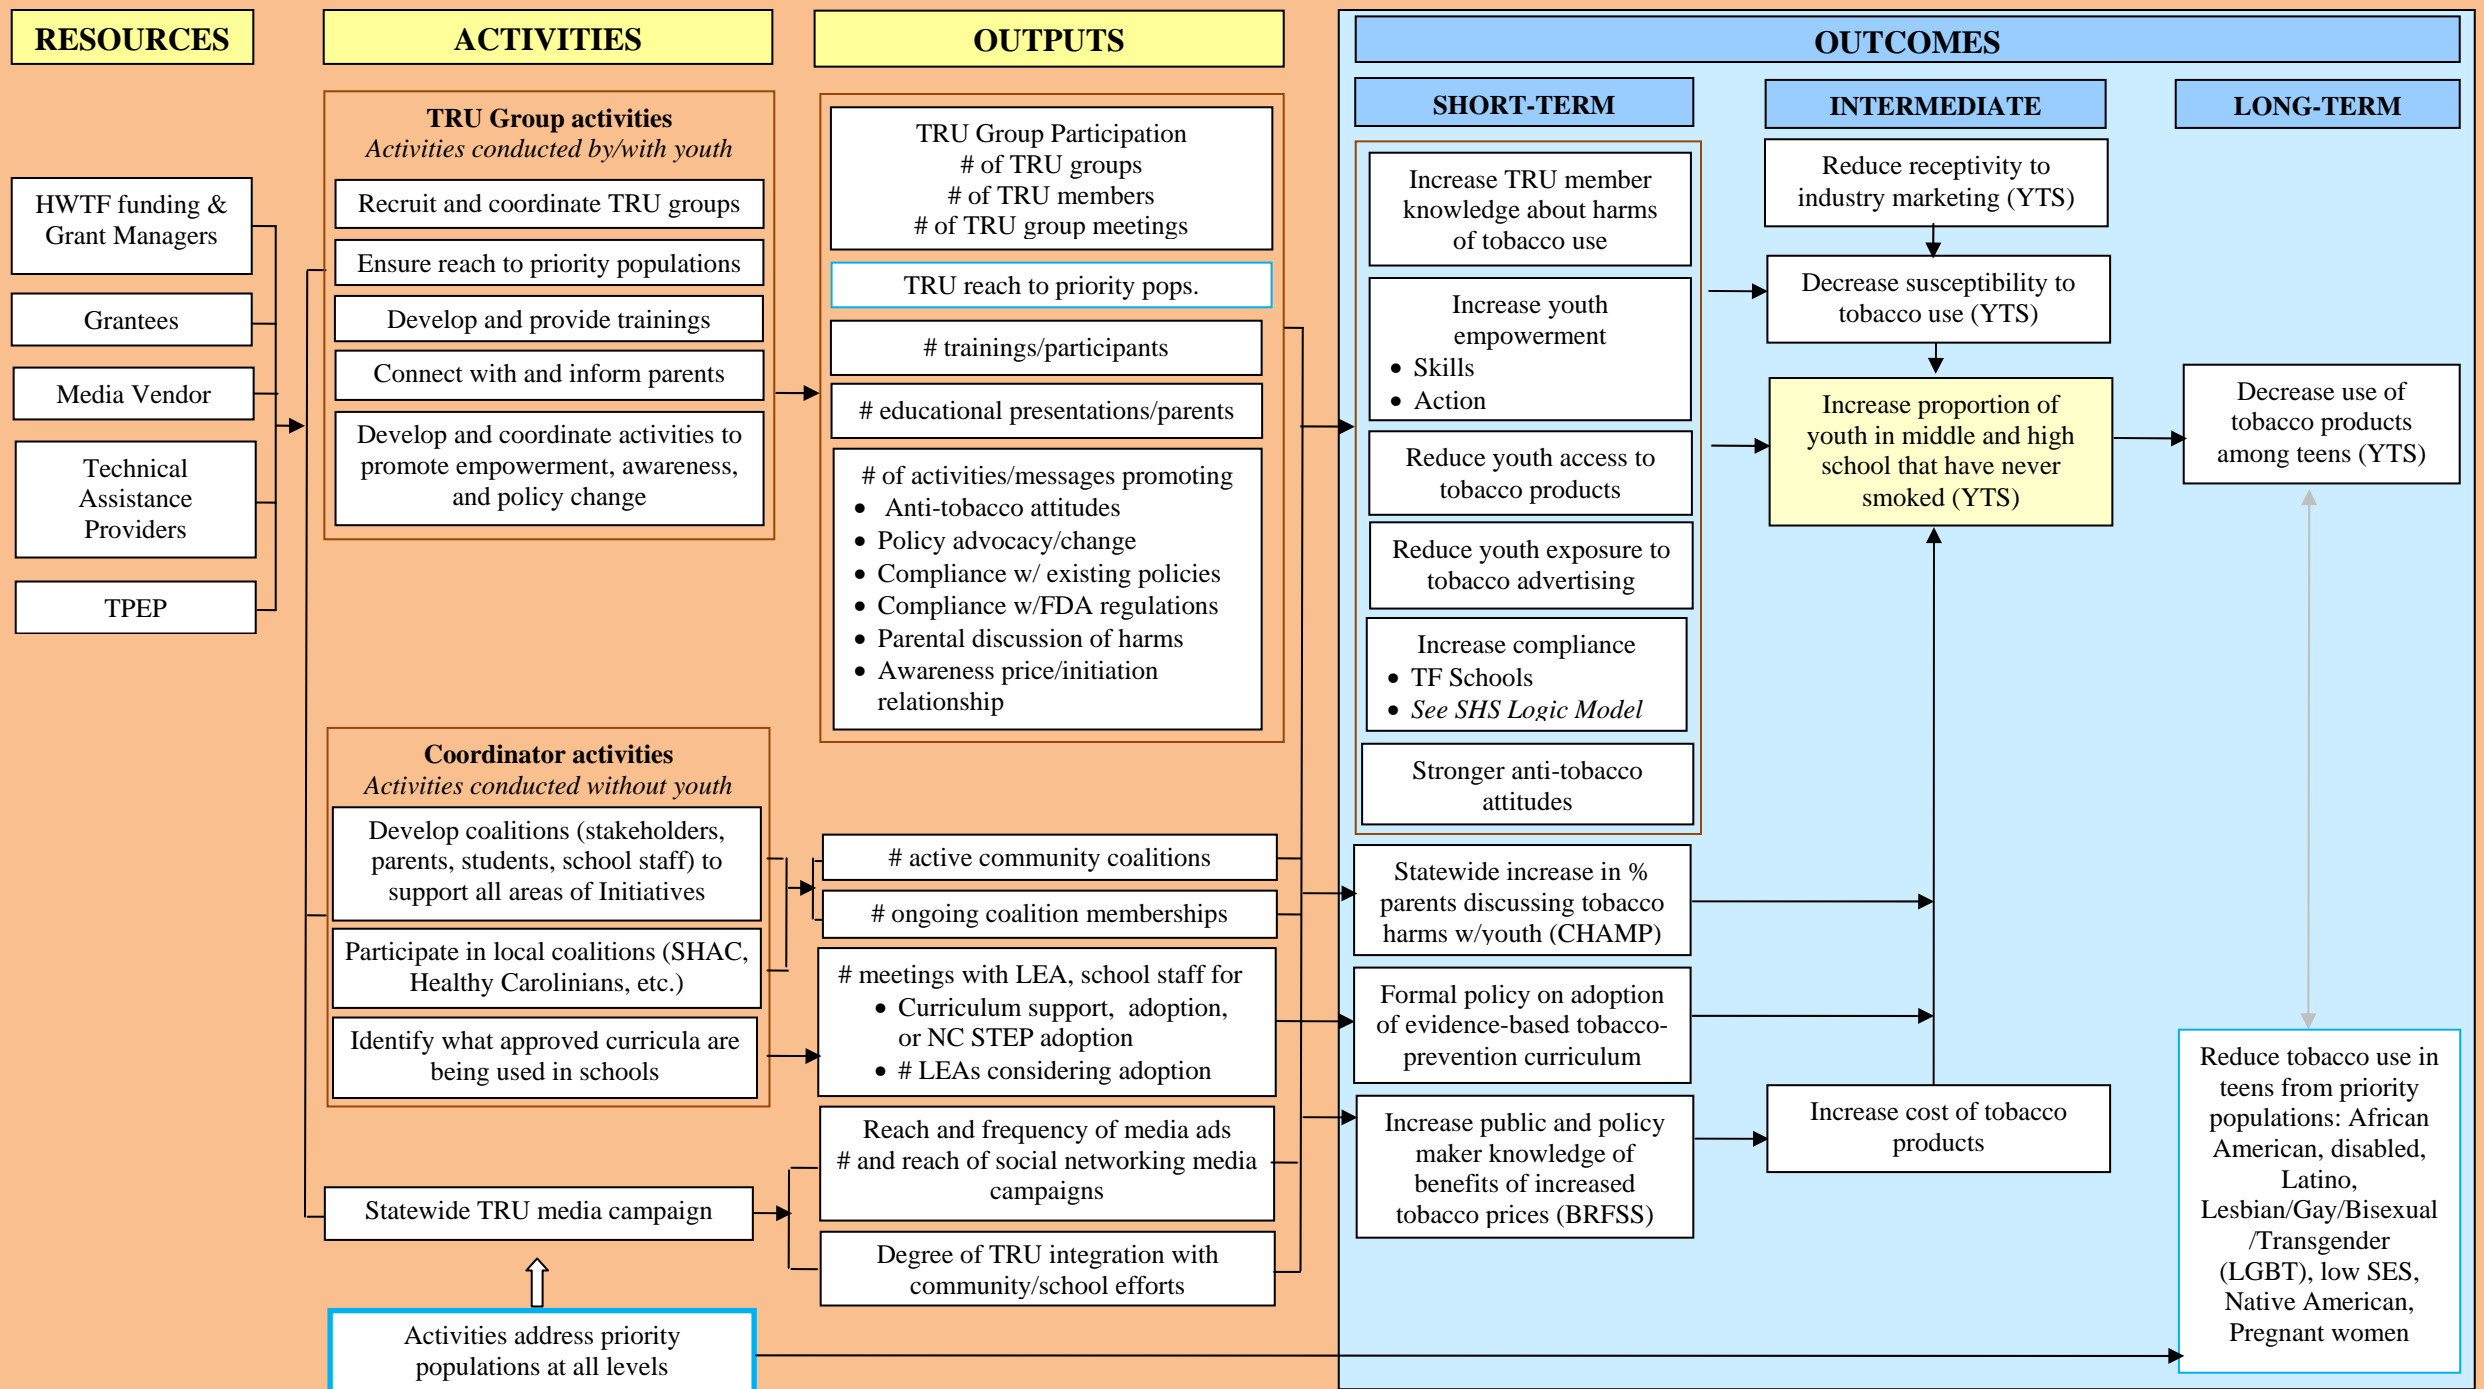 RESOURCES
ACTIVITIES
OUTPUTS
OUTCOMES
SHORT-TERM
INTERMEDIATE
LONG-TERM
HWTF funding &
Grant Managers
Grantees
Media Vendor
Technical
Assistance
Providers
TPEP
TRU Group activities
Activities conducted by/with youth
Recruit and coordinate TRU groups
Ensure reach to priority populations
Develop and provide trainings
Connect with and inform parents
Develop and coordinate activities to
promote empowerment, awareness,
and policy change
Coordinator activities
Activities conducted without youth
Develop coalitions (stakeholders,
parents, students, school staff) to
support all areas of Initiatives
Participate in local coalitions (SHAC,
Healthy Carolinians, etc.)
Identify what approved curricula are
being used in schools
Statewide TRU media campaign
Activities address priority
populations at all levels
TRU Group Participation
# of TRU groups
# of TRU members
# of TRU group meetings
TRU reach to priority pops.
# trainings/participants
# educational presentations/parents
# of activities/messages promoting
• Anti-tobacco attitudes
• Policy advocacy/change
• Compliance w/ existing policies
• Compliance w/FDA regulations
• Parental discussion of harms
• Awareness price/initiation
relationship
# active community coalitions
# ongoing coalition memberships
# meetings with LEA, school staff for
• Curriculum support, adoption,
or NC STEP adoption
• # LEAs considering adoption
Reach and frequency of media ads
# and reach of social networking media
campaigns
Degree of TRU integration with
community/school efforts
Increase TRU member
knowledge about harms
of tobacco use
Increase youth
empowerment
• Skills
• Action
Reduce youth access to
tobacco products
Reduce youth exposure to
tobacco advertising
Increase compliance
• TF Schools
• See SHS Logic Model
Stronger anti-tobacco
attitudes
Statewide increase in %
parents discussing tobacco
harms w/youth (CHAMP)
Formal policy on adoption
of evidence-based tobacco-
prevention curriculum
Increase public and policy
maker knowledge of
benefits of increased
tobacco prices (BRFSS)
Reduce receptivity to
industry marketing (YTS)
Decrease susceptibility to
tobacco use (YTS)
Increase proportion of
youth in middle and high
school that have never
smoked (YTS)
Increase cost of tobacco
products
Decrease use of
tobacco products
among teens (YTS)
Reduce tobacco use in
teens from priority
populations: African
American, disabled,
Latino,
Lesbian/Gay/Bisexual
/Transgender
(LGBT), low SES,
Native American,
Pregnant women